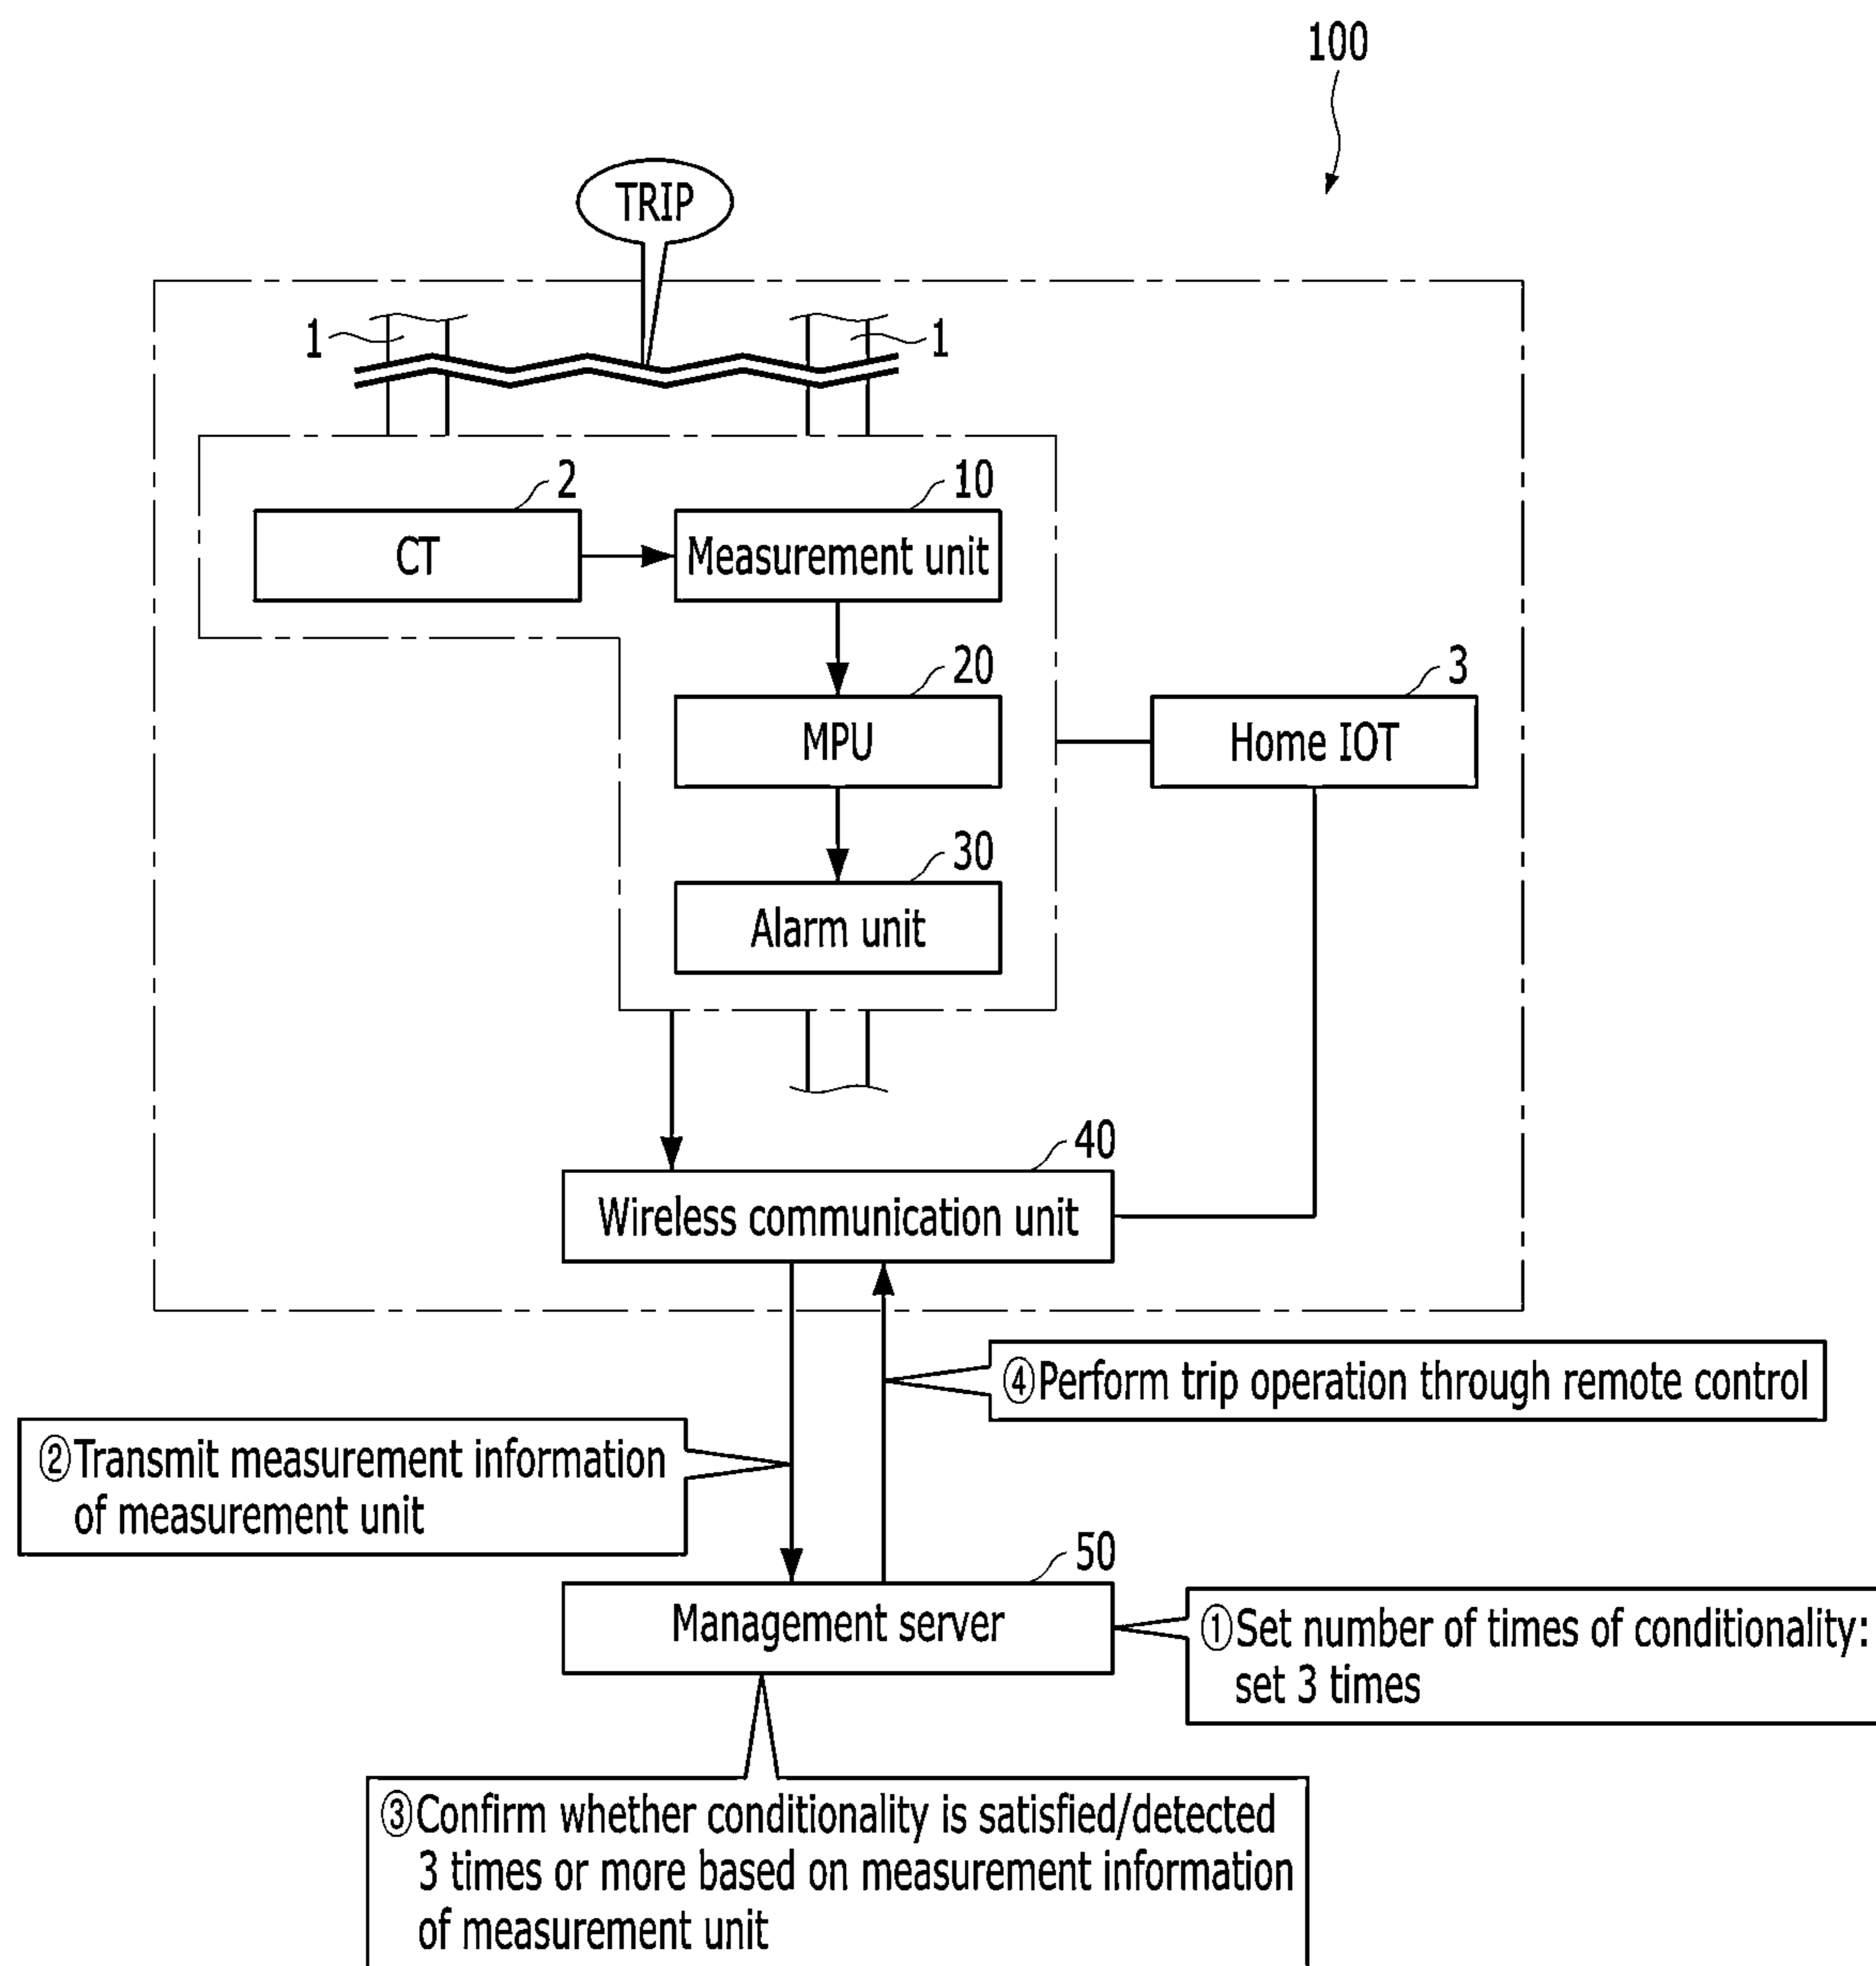 100
TRIP
1
1
2
10
CT
Measurement unit
20
3
MPU
Home IOT
30
Alarm unit
40
Wireless communication unit
④Perform trip operation through remote control
②Transmit measurement information
of measurement unit
50
Management server
①Set number of times of conditionality:
set 3 times
③Confirm whether conditionality is satisfied/detected
3 times or more based on measurement information
of measurement unit